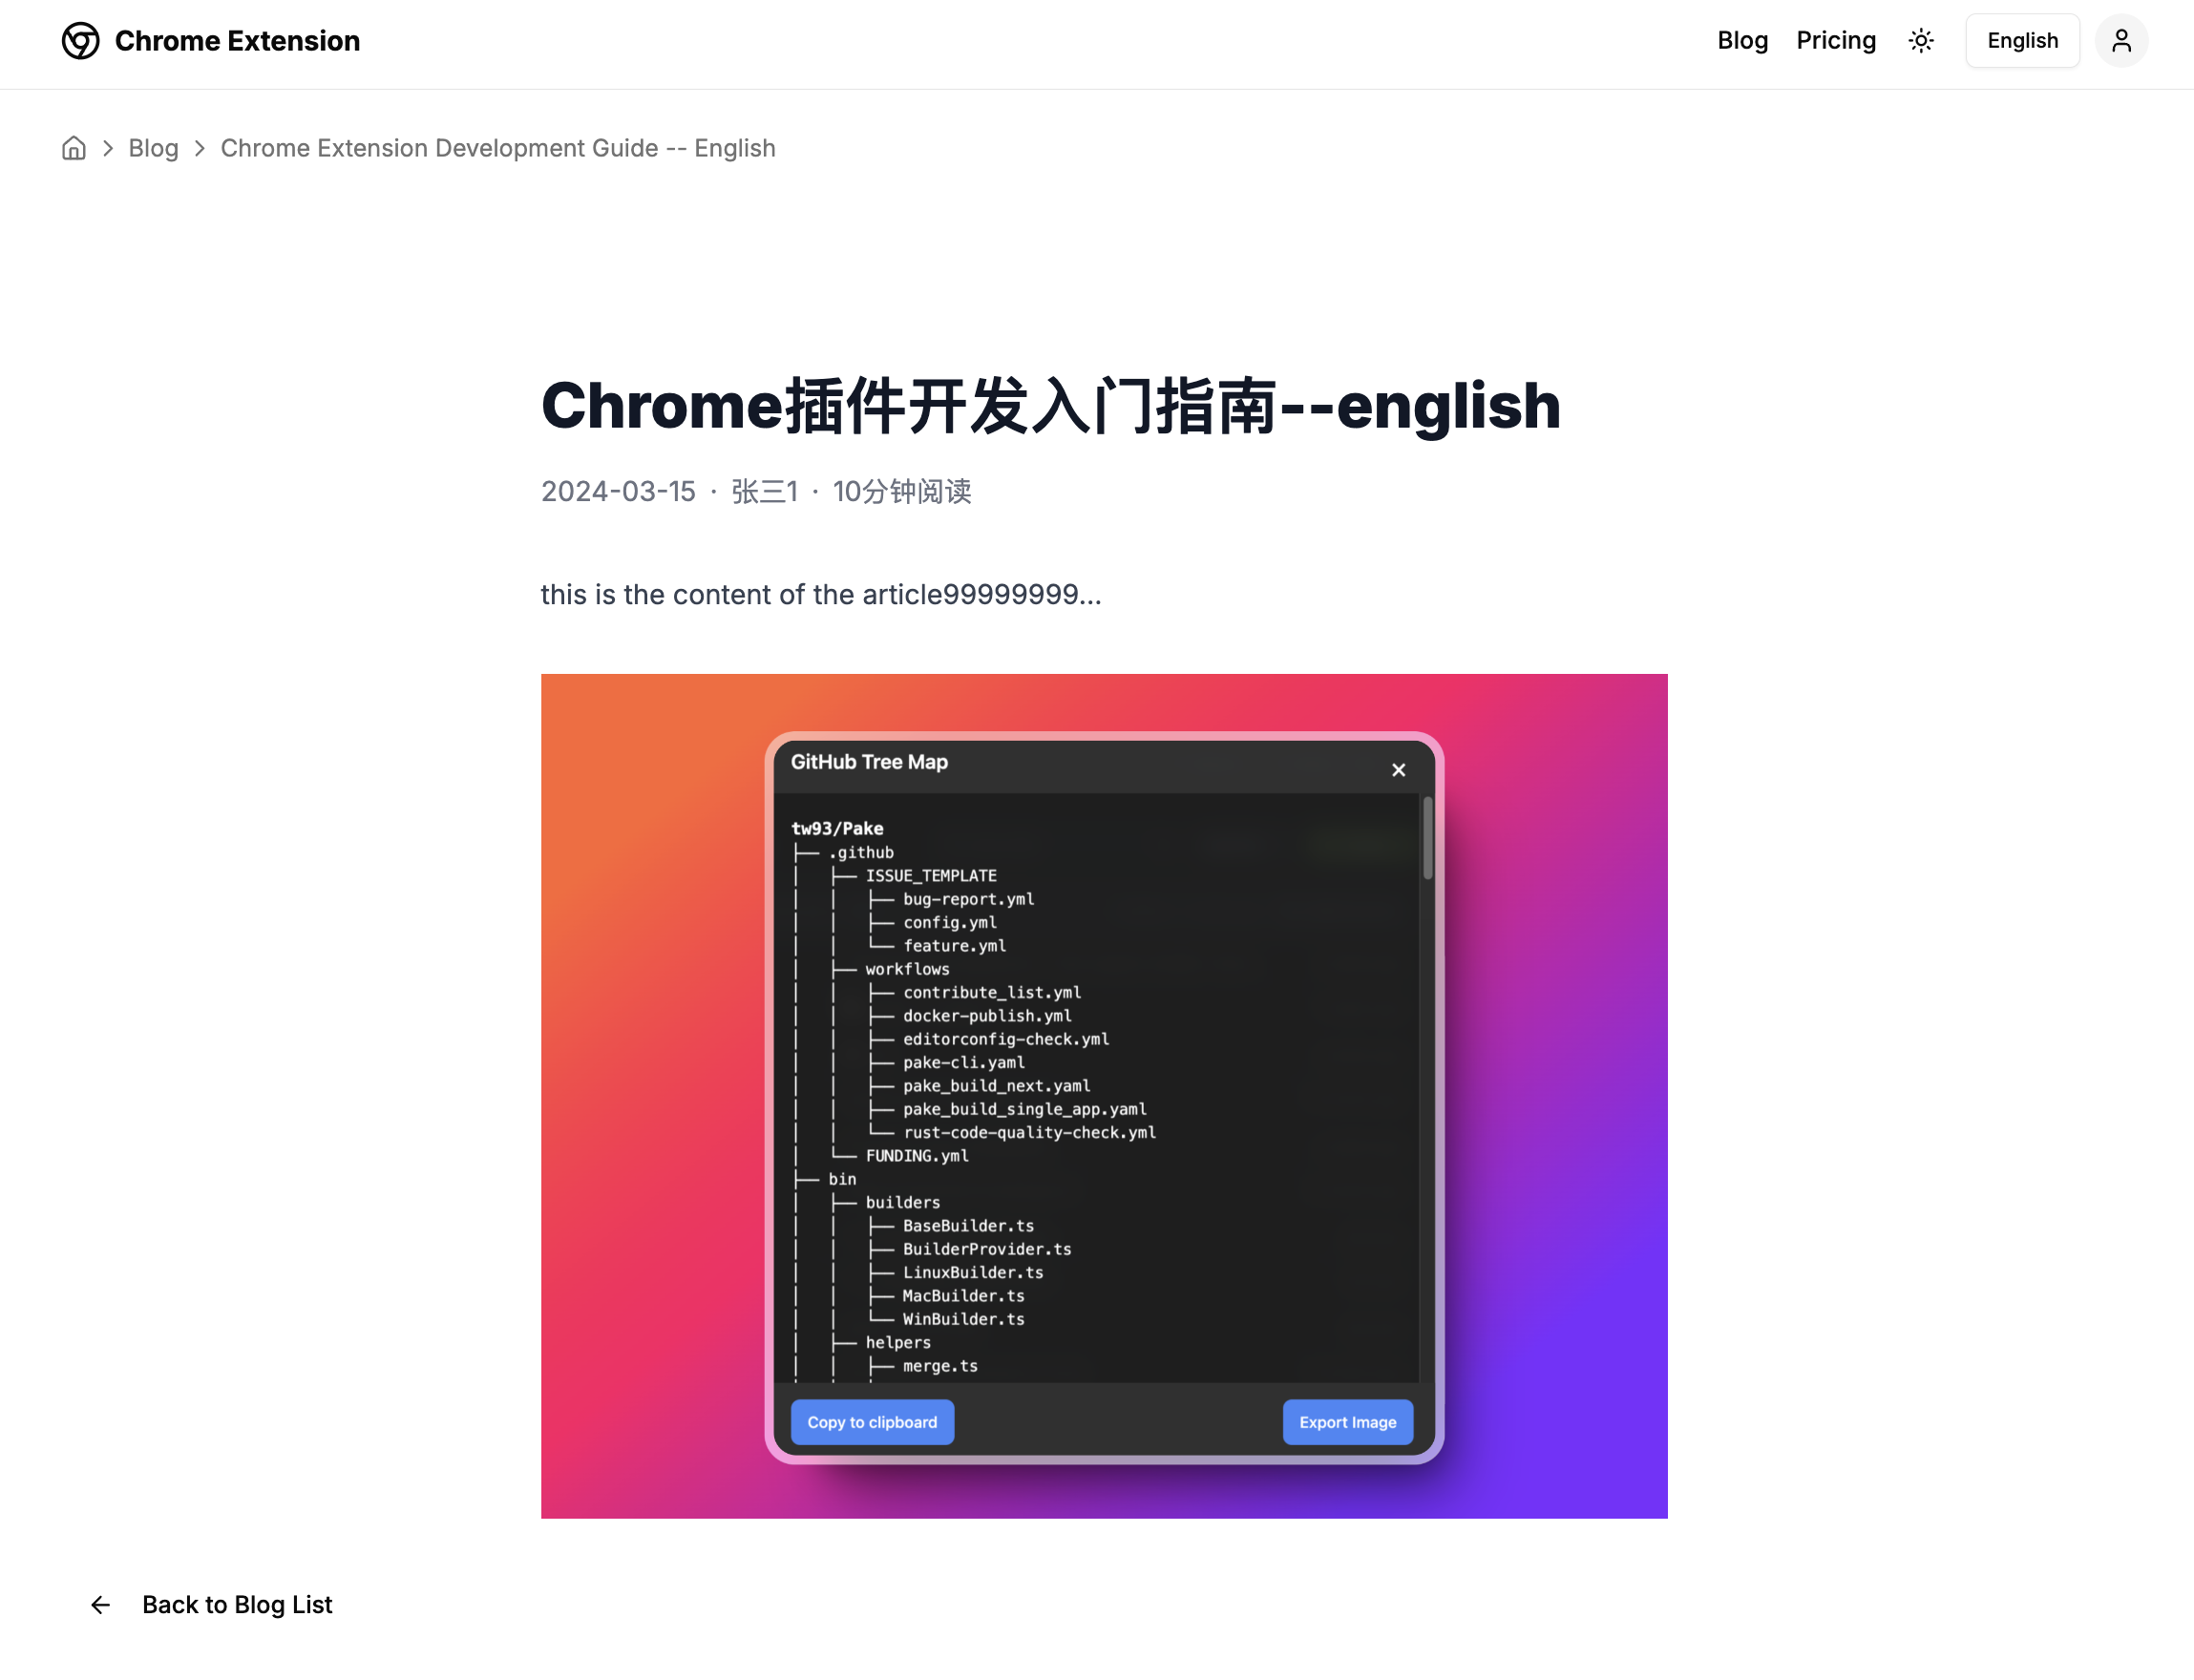 Chrome Extension
Blog
Pricing
English
Blog > Chrome Extension Development Guide -- English
Chrome插件开发入门指南--english
2024-03-15 · 张三1 · 10分钟阅读
this is the content of the article99999999...
GitHub Tree Map
×
tw93/Pake
├── .github
│   ├── ISSUE_TEMPLATE
│   │   ├── bug-report.yml
│   │   ├── config.yml
│   │   └── feature.yml
│   ├── workflows
│   │   ├── contribute_list.yml
│   │   ├── docker-publish.yml
│   │   ├── editorconfig-check.yml
│   │   ├── pake-cli.yaml
│   │   ├── pake_build_next.yaml
│   │   ├── pake_build_single_app.yaml
│   │   └── rust-code-quality-check.yml
│   └── FUNDING.yml
├── bin
│   ├── builders
│   │   ├── BaseBuilder.ts
│   │   ├── BuilderProvider.ts
│   │   ├── LinuxBuilder.ts
│   │   ├── MacBuilder.ts
│   │   └── WinBuilder.ts
│   ├── helpers
│   │   ├── merge.ts
Copy to clipboard
Export Image
Back to Blog List